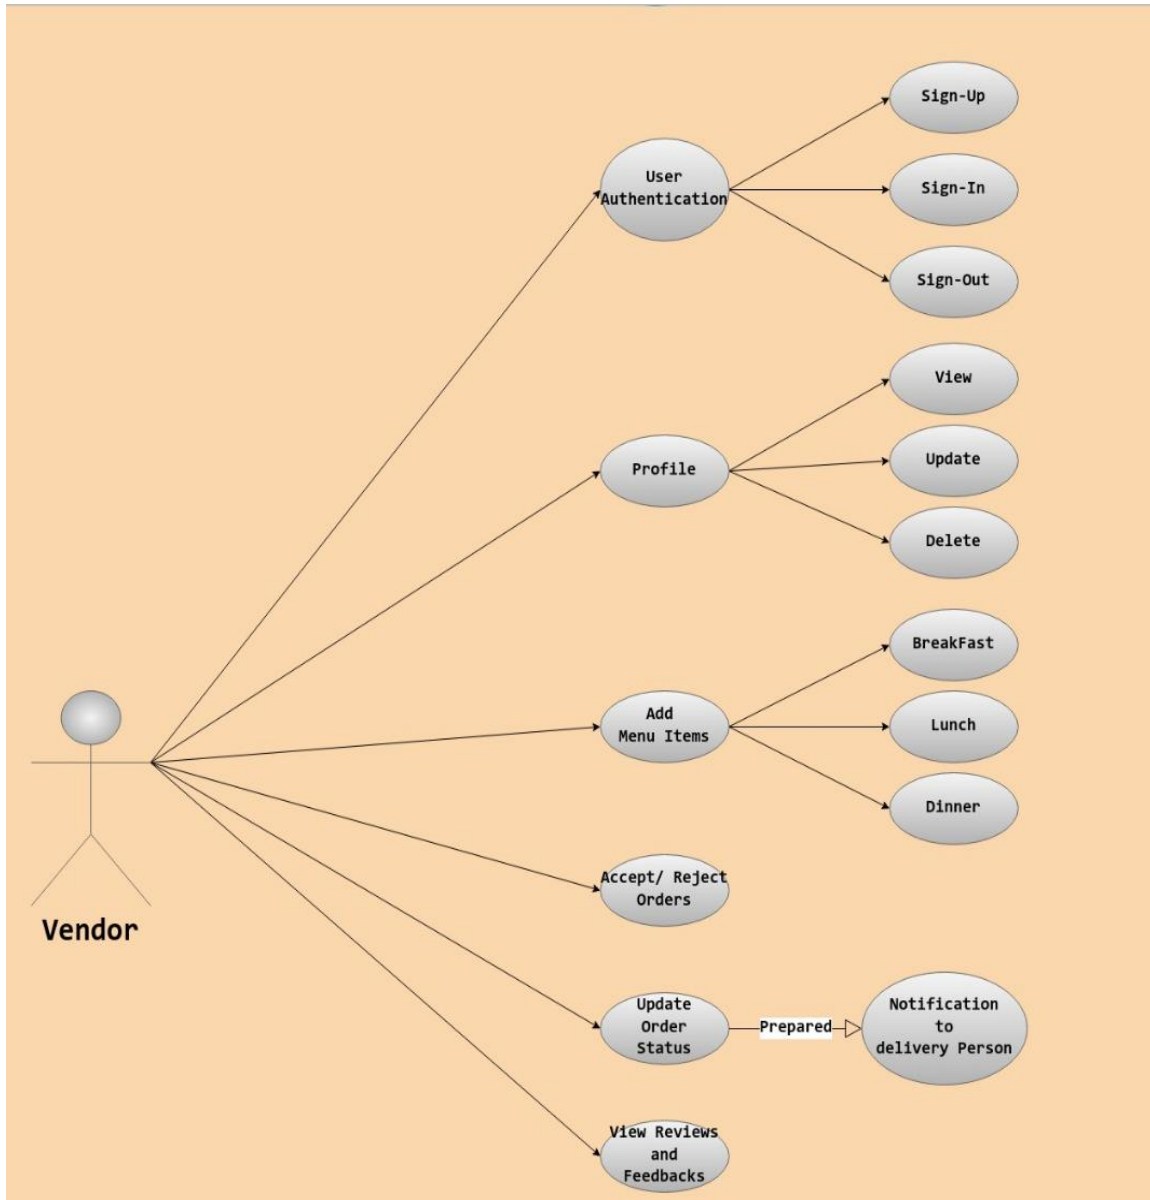 Sign-Up
User
Authentication
Sign-In
Sign-Out
View
Profile
Update
Delete
BreakFast
Add
Menu Items
Lunch
Dinner
Accept/ Reject
Orders
Vendor
Update
Order
Status
Prepared
Notification
to
delivery Person
View Reviews
and
Feedbacks